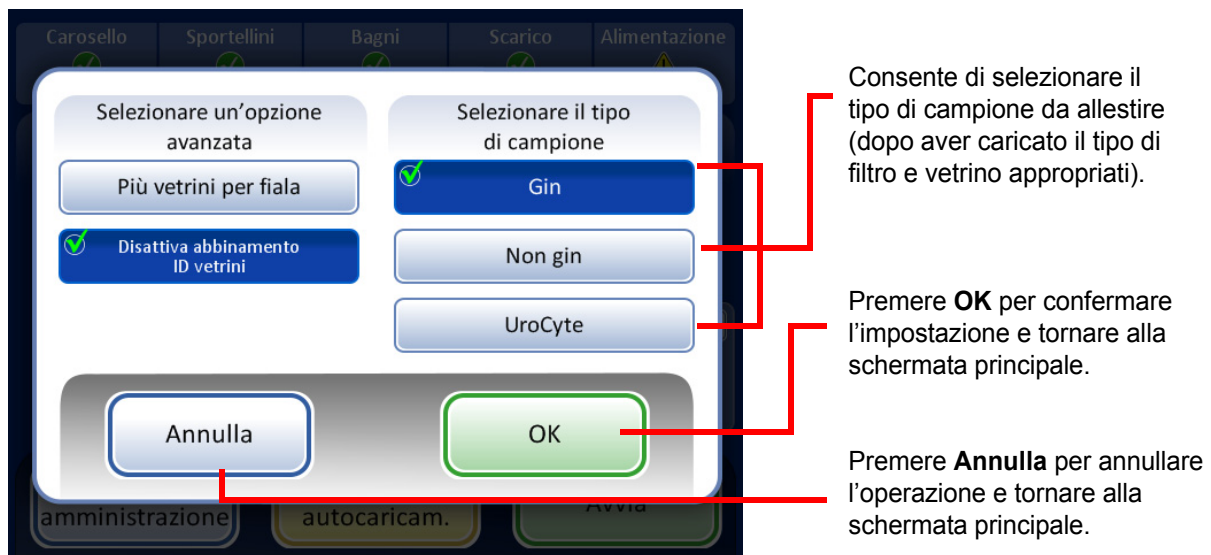 Carosello Sportellini Bagni Scarico Alimentazione
Selezionare un'opzione
avanzata
Più vetrini per fiala
Disattiva abbinamento
ID vetrini
Selezionare il tipo
di campione
Gin
Non gin
UroCyte
Annulla
OK
amministrazione
autocaricam.
Avvia
Consente di selezionare il
tipo di campione da allestire
(dopo aver caricato il tipo di
filtro e vetrino appropriati).
Premere OK per confermare
l'impostazione e tornare alla
schermata principale.
Premere Annulla per annullare
l'operazione e tornare alla
schermata principale.